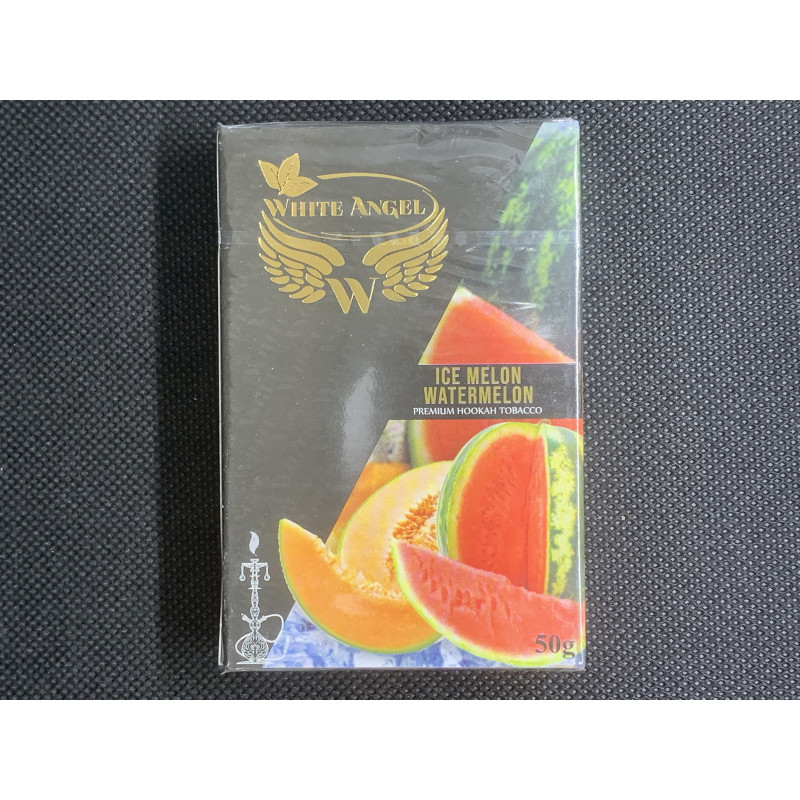 WHITE ANGEL
W
ICE MELON
WATERMELON
PREMIUM HOOKAH TOBACCO
50g